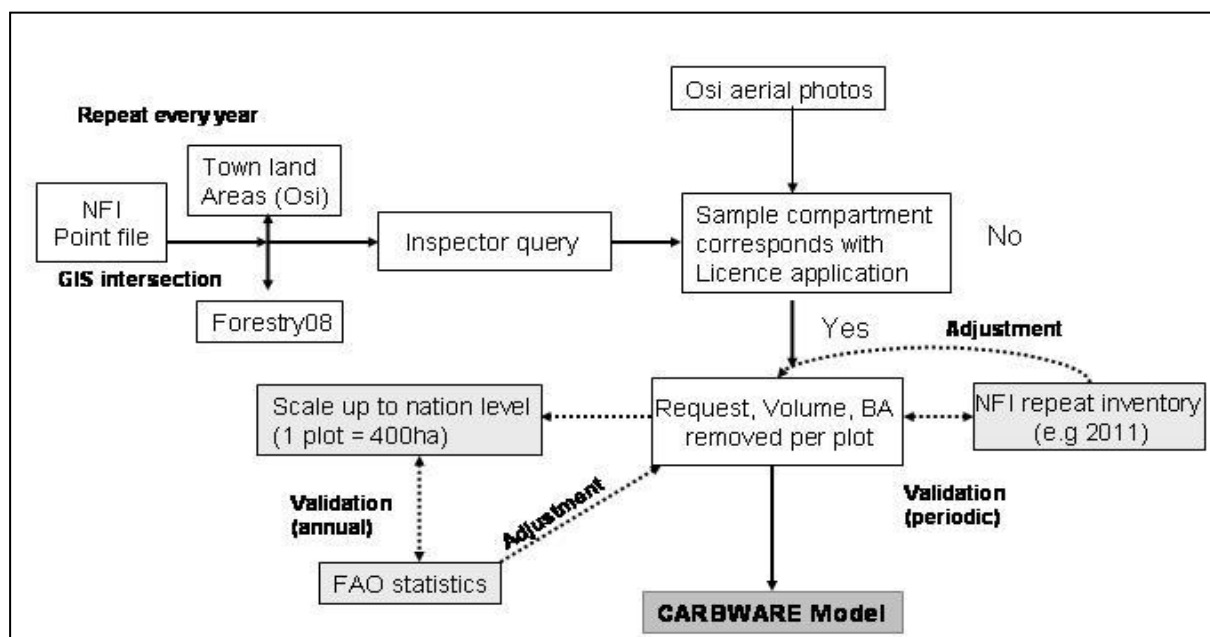 Osi aerial photos
Repeat every year
Town land
Areas (Osi)
NFI
Point file
Inspector query
Sample compartment
corresponds with
Licence application
No
GIS intersection
Forestry08
Yes
Adjustment
Scale up to nation level
(1 plot = 400ha)
Request, Volume, BA
removed per plot
NFI repeat inventory
(e.g 2011)
Validation
(annual)
Adjustment
Validation
(periodic)
FAO statistics
CARBWARE Model